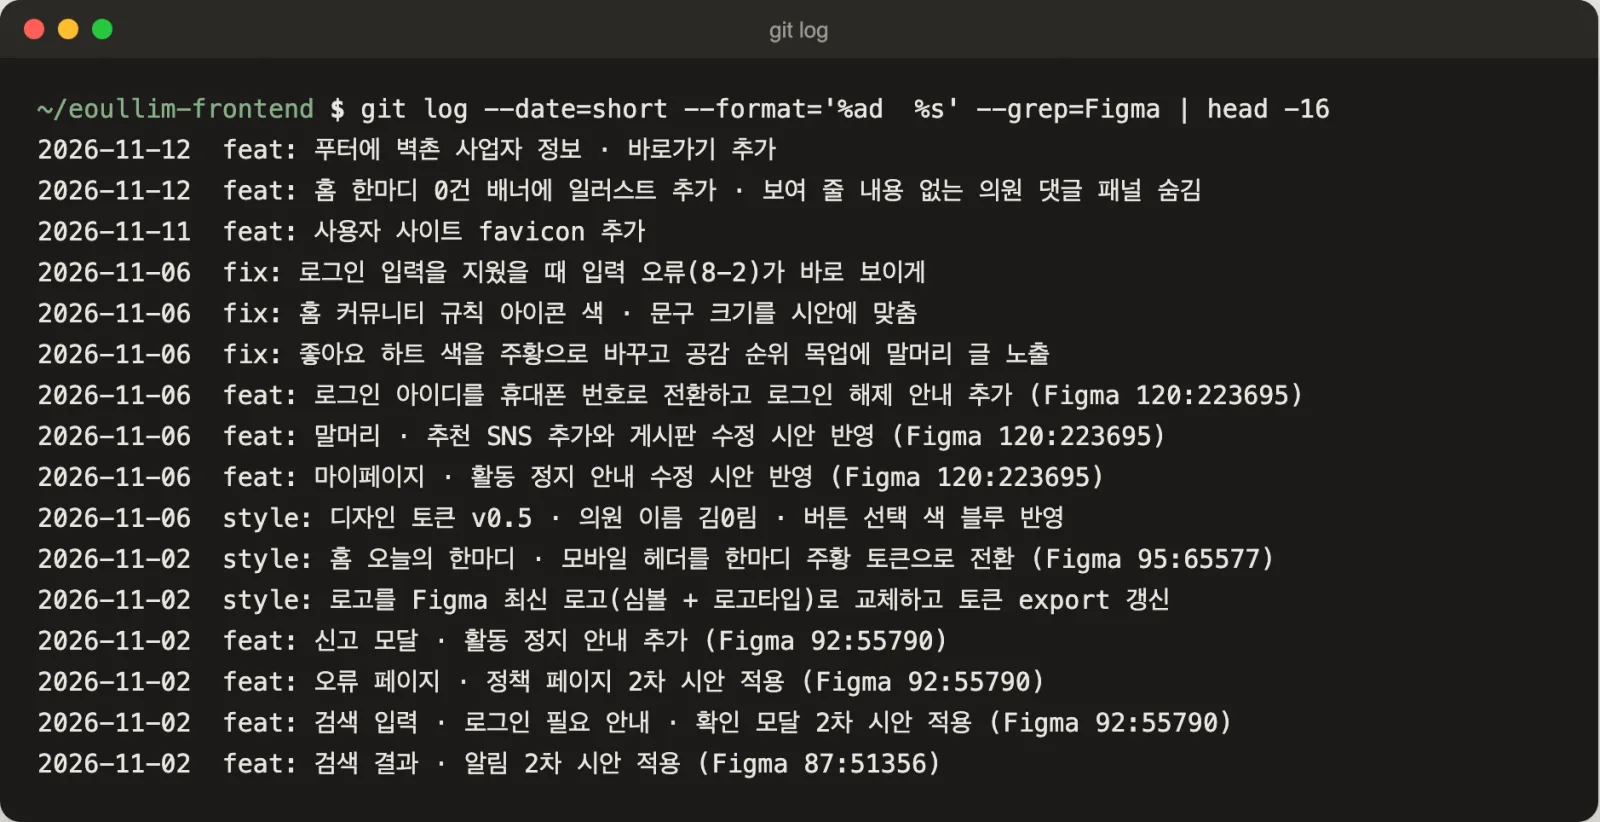 git log
~/eoullim-frontend $ git log --date=short --format='%ad  %s' --grep=Figma | head -16
2026-11-12  feat: 푸터에 벽촌 사업자 정보 · 바로가기 추가
2026-11-12  feat: 홈 한마디 0건 배너에 일러스트 추가 · 보여 줄 내용 없는 의원 댓글 패널 숨김
2026-11-11  feat: 사용자 사이트 favicon 추가
2026-11-06  fix: 로그인 입력을 지웠을 때 입력 오류(8-2)가 바로 보이게
2026-11-06  fix: 홈 커뮤니티 규칙 아이콘 색 · 문구 크기를 시안에 맞춤
2026-11-06  fix: 좋아요 하트 색을 주황으로 바꾸고 공감 순위 목업에 말머리 글 노출
2026-11-06  feat: 로그인 아이디를 휴대폰 번호로 전환하고 로그인 해제 안내 추가 (Figma 120:223695)
2026-11-06  feat: 말머리 · 추천 SNS 추가와 게시판 수정 시안 반영 (Figma 120:223695)
2026-11-06  feat: 마이페이지 · 활동 정지 안내 수정 시안 반영 (Figma 120:223695)
2026-11-06  style: 디자인 토큰 v0.5 · 의원 이름 김0림 · 버튼 선택 색 블루 반영
2026-11-02  style: 홈 오늘의 한마디 · 모바일 헤더를 한마디 주황 토큰으로 전환 (Figma 95:65577)
2026-11-02  style: 로고를 Figma 최신 로고(심볼 + 로고타입)로 교체하고 토큰 export 갱신
2026-11-02  feat: 신고 모달 · 활동 정지 안내 추가 (Figma 92:55790)
2026-11-02  feat: 오류 페이지 · 정책 페이지 2차 시안 적용 (Figma 92:55790)
2026-11-02  feat: 검색 입력 · 로그인 필요 안내 · 확인 모달 2차 시안 적용 (Figma 92:55790)
2026-11-02  feat: 검색 결과 · 알림 2차 시안 적용 (Figma 87:51356)